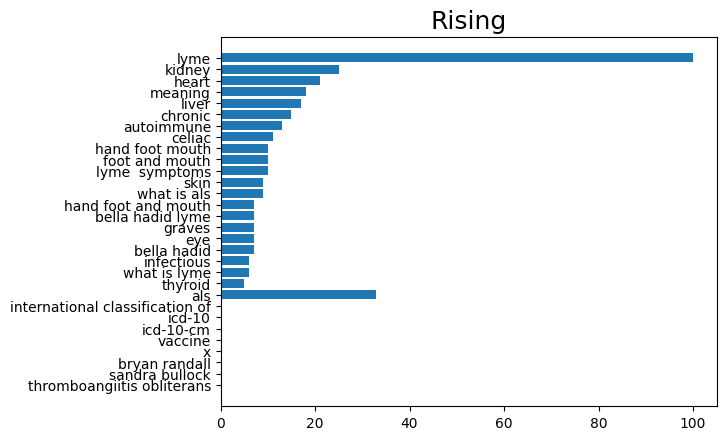 Rising
lyme
kidney
heart
meaning
liver
chronic
autoimmune
celiac
hand foot mouth
foot and mouth
lyme  symptoms
skin
what is als
hand foot and mouth
bella hadid lyme
graves
eye
bella hadid
infectious
what is lyme
thyroid
als
international classification of
icd-10
icd-10-cm
vaccine
x
bryan randall
sandra bullock
thromboangiitis obliterans
0 20 40 60 80 100